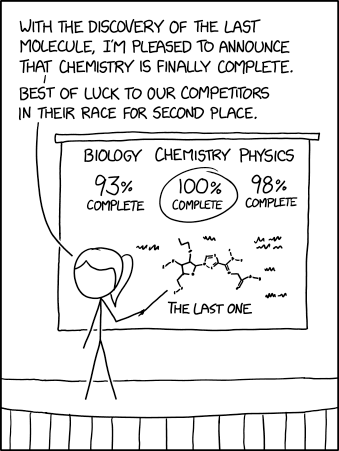 WITH THE DISCOVERY OF THE LAST
MOLECULE, I'M PLEASED TO ANNOUNCE
THAT CHEMISTRY IS FINALLY COMPLETE.
BEST OF LUCK TO OUR COMPETITORS
IN THEIR RACE FOR SECOND PLACE.
BIOLOGY CHEMISTRY PHYSICS
93% 100% 98%
COMPLETE COMPLETE COMPLETE
THE LAST ONE